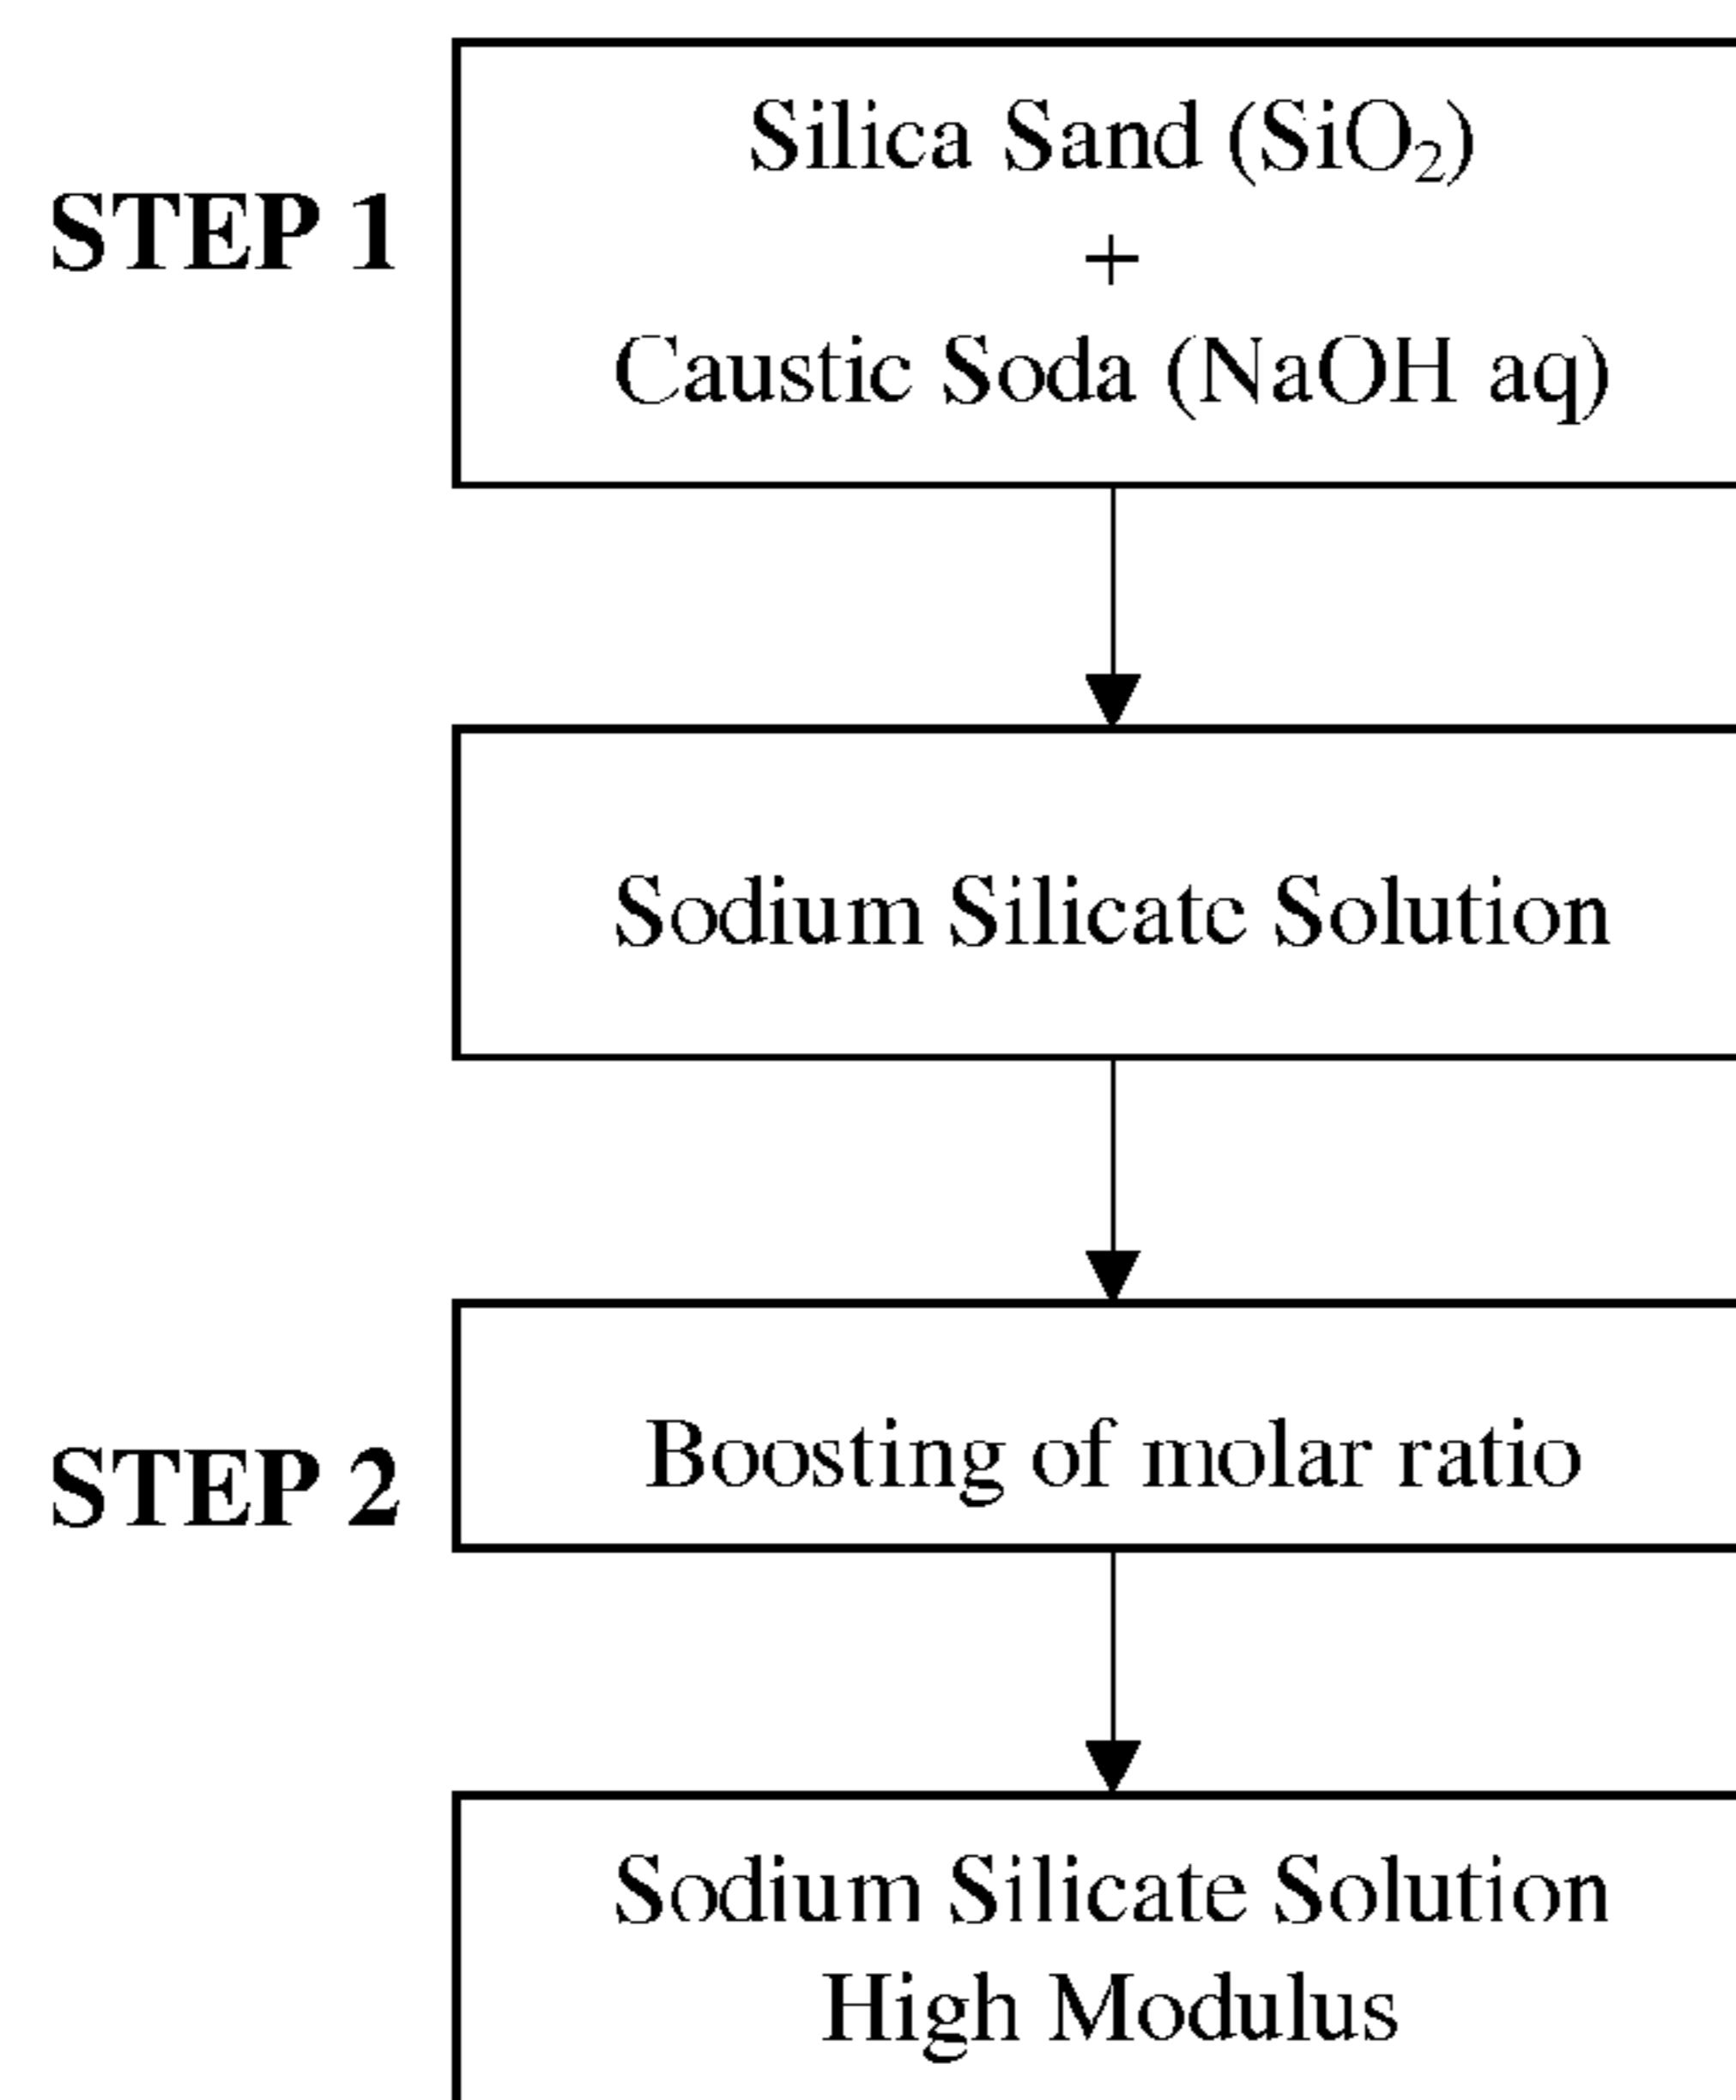 STEP 1
Silica Sand (SiO₂)
+
Caustic Soda (NaOH aq)
Sodium Silicate Solution
STEP 2
Boosting of molar ratio
Sodium Silicate Solution
High Modulus